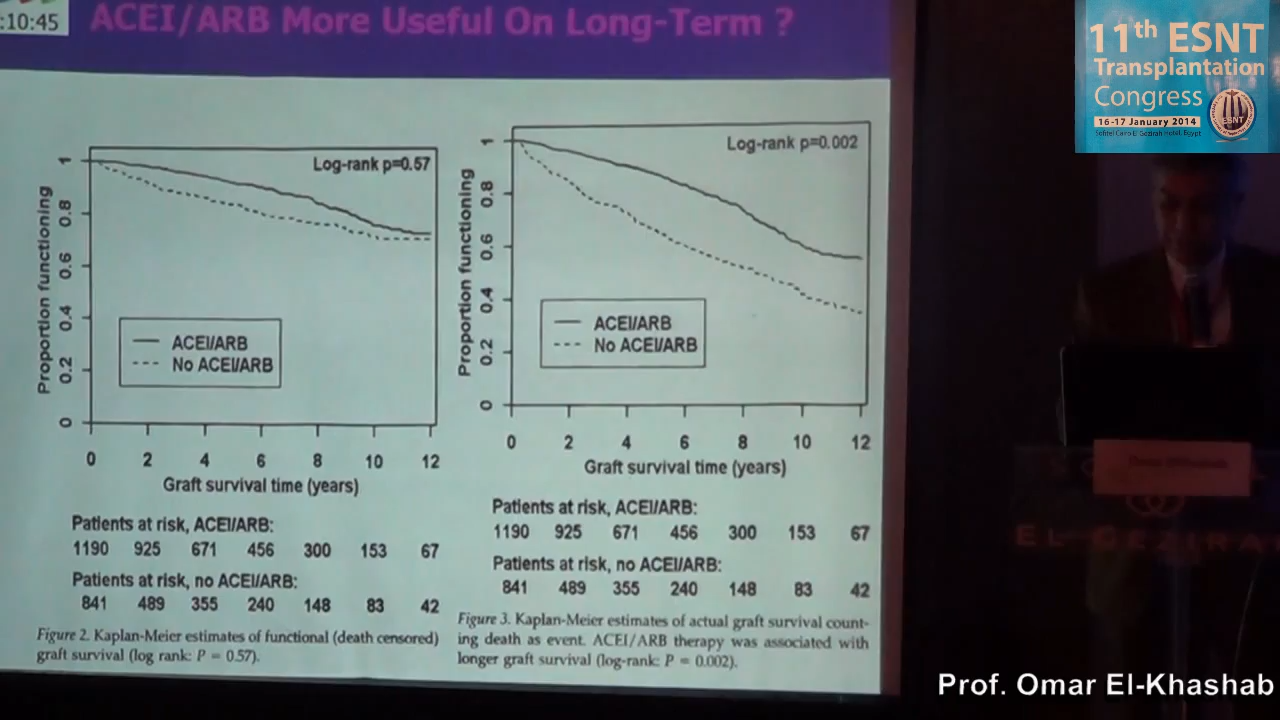 :10:45
ACEI/ARB More Useful On Long-Term ?
11th ESNT
Transplantation
Congress
16-17 January 2014
Sofitel Cairo El Gezirah Hotel, Egypt
ESNT
Log-rank p=0.57
Proportion functioning
1
0.8
0.6
0.4
0.2
0
ACEI/ARB
No ACEI/ARB
0 2 4 6 8 10 12
Graft survival time (years)
Patients at risk, ACEI/ARB:
1190 925 671 456 300 153 67
Patients at risk, no ACEI/ARB:
841 489 355 240 148 83 42
Figure 2. Kaplan-Meier estimates of functional (death censored)
graft survival (log rank: P = 0.57).
Log-rank p=0.002
Proportion functioning
1
0.8
0.6
0.4
0.2
0
ACEI/ARB
No ACEI/ARB
0 2 4 6 8 10 12
Graft survival time (years)
Patients at risk, ACEI/ARB:
1190 925 671 456 300 153 67
Patients at risk, no ACEI/ARB:
841 489 355 240 148 83 42
Figure 3. Kaplan-Meier estimates of actual graft survival count-
ing death as event. ACEI/ARB therapy was associated with
longer graft survival (log-rank: P = 0.002).
EL GEZIRA
Prof. Omar El-Khashab